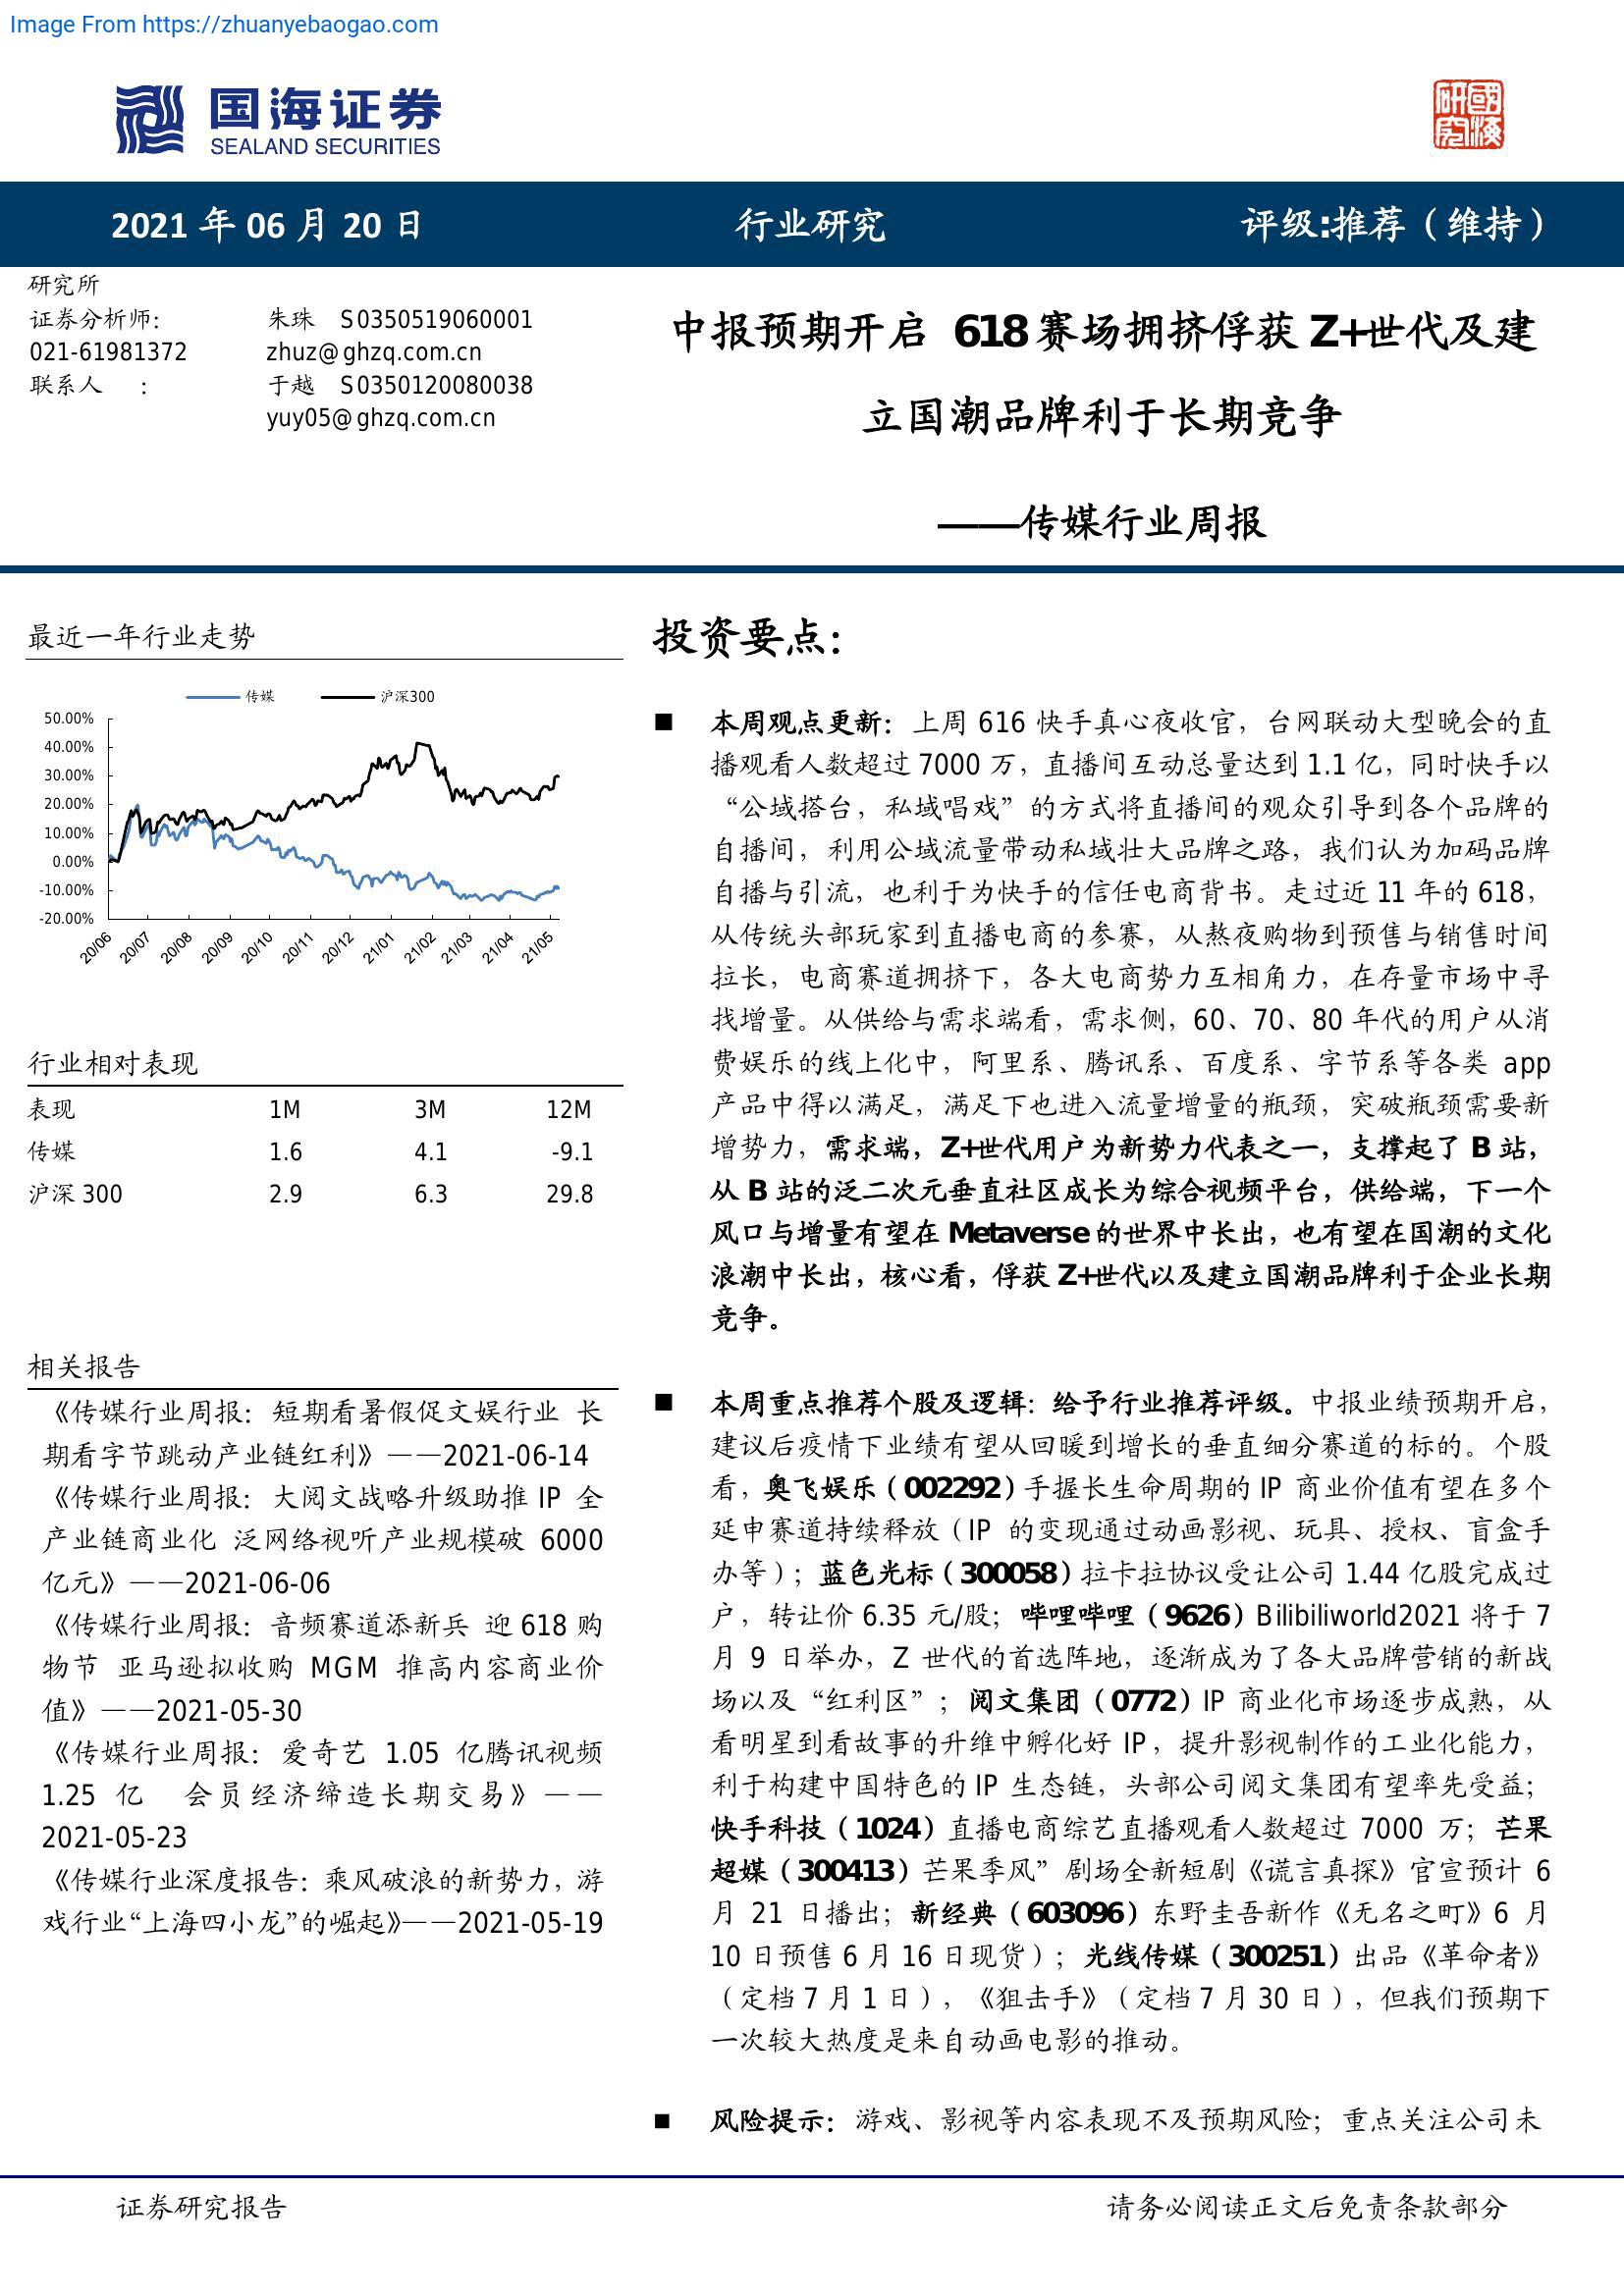 Image From https://zhuanyebaogao.com
国海证券
SEALAND SECURITIES
研究
國海
2021 年 06 月 20 日
行业研究
评级:推荐（维持）
研究所
证券分析师：
朱珠 S0350519060001
021-61981372
zhuz@ghzq.com.cn
联系人 ：
于越 S0350120080038
yuy05@ghzq.com.cn
中报预期开启 618 赛场拥挤俘获 Z+世代及建
立国潮品牌利于长期竞争
——传媒行业周报
最近一年行业走势
传媒
沪深300
50.00%
40.00%
30.00%
20.00%
10.00%
0.00%
-10.00%
-20.00%
20/06
20/07
20/08
20/09
20/10
20/11
20/12
21/01
21/02
21/03
21/04
21/05
行业相对表现
表现 1M 3M 12M
传媒 1.6 4.1 -9.1
沪深 300 2.9 6.3 29.8
相关报告
《传媒行业周报：短期看暑假促文娱行业 长
期看字节跳动产业链红利》——2021-06-14
《传媒行业周报：大阅文战略升级助推 IP 全
产业链商业化 泛网络视听产业规模破 6000
亿元》——2021-06-06
《传媒行业周报：音频赛道添新兵 迎 618 购
物节 亚马逊拟收购 MGM 推高内容商业价
值》——2021-05-30
《传媒行业周报：爱奇艺 1.05 亿腾讯视频
1.25 亿 会员经济缔造长期交易》——
2021-05-23
《传媒行业深度报告：乘风破浪的新势力，游
戏行业“上海四小龙”的崛起》——2021-05-19
投资要点：
■ 本周观点更新：上周 616 快手真心夜收官，台网联动大型晚会的直
播观看人数超过 7000 万，直播间互动总量达到 1.1 亿，同时快手以
“公域搭台，私域唱戏”的方式将直播间的观众引导到各个品牌的
自播间，利用公域流量带动私域壮大品牌之路，我们认为加码品牌
自播与引流，也利于为快手的信任电商背书。走过近 11 年的 618，
从传统头部玩家到直播电商的参赛，从熬夜购物到预售与销售时间
拉长，电商赛道拥挤下，各大电商势力互相角力，在存量市场中寻
找增量。从供给与需求端看，需求侧，60、70、80 年代的用户从消
费娱乐的线上化中，阿里系、腾讯系、百度系、字节系等各类 app
产品中得以满足，满足下也进入流量增量的瓶颈，突破瓶颈需要新
增势力，需求端，Z+世代用户为新势力代表之一，支撑起了 B 站，
从 B 站的泛二次元垂直社区成长为综合视频平台，供给端，下一个
风口与增量有望在 Metaverse 的世界中长出，也有望在国潮的文化
浪潮中长出，核心看，俘获 Z+世代以及建立国潮品牌利于企业长期
竞争。
■ 本周重点推荐个股及逻辑：给予行业推荐评级。中报业绩预期开启，
建议后疫情下业绩有望从回暖到增长的垂直细分赛道的标的。个股
看，奥飞娱乐（002292）手握长生命周期的 IP 商业价值有望在多个
延申赛道持续释放（IP 的变现通过动画影视、玩具、授权、盲盒手
办等）；蓝色光标（300058）拉卡拉协议受让公司 1.44 亿股完成过
户，转让价 6.35 元/股；哔哩哔哩（9626）Bilibiliworld2021 将于 7
月 9 日举办，Z 世代的首选阵地，逐渐成为了各大品牌营销的新战
场以及“红利区”；阅文集团（0772）IP 商业化市场逐步成熟，从
看明星到看故事的升维中孵化好 IP，提升影视制作的工业化能力，
利于构建中国特色的 IP 生态链，头部公司阅文集团有望率先受益；
快手科技（1024）直播电商综艺直播观看人数超过 7000 万；芒果
超媒（300413）芒果季风”剧场全新短剧《谎言真探》官宣预计 6
月 21 日播出；新经典（603096）东野圭吾新作《无名之町》6 月
10 日预售 6 月 16 日现货）；光线传媒（300251）出品《革命者》
（定档 7 月 1 日），《狙击手》（定档 7 月 30 日），但我们预期下
一次较大热度是来自动画电影的推动。
■ 风险提示：游戏、影视等内容表现不及预期风险；重点关注公司未
证券研究报告
请务必阅读正文后免责条款部分